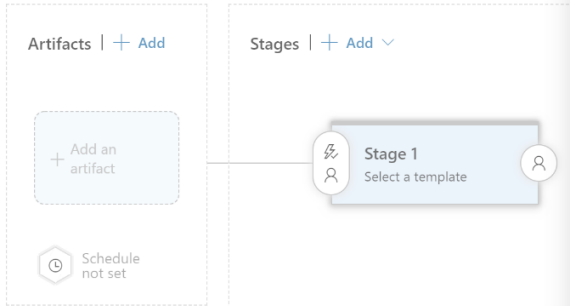 Artifacts | + Add
Stages | + Add
Add an
artifact
Stage 1
Select a template
Schedule
not set